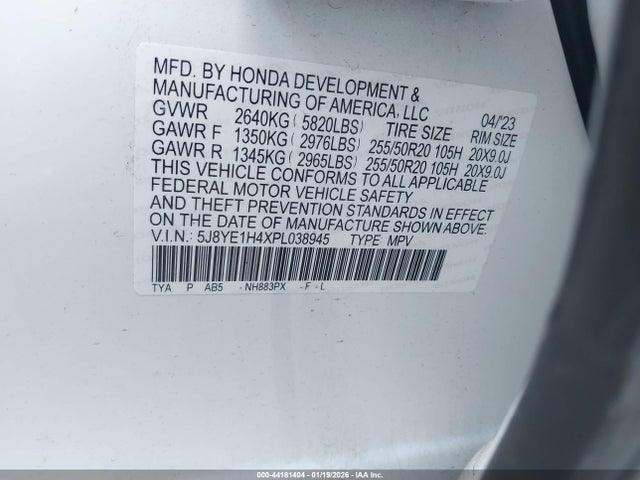 MFD. BY HONDA DEVELOPMENT &
MANUFACTURING OF AMERICA, LLC 04/'23
GVWR 2640KG ( 5820LBS) TIRE SIZE RIM SIZE
GAWR F 1350KG ( 2976LBS) 255/50R20 105H 20X9.0J
GAWR R 1345KG ( 2965LBS) 255/50R20 105H 20X9.0J
THIS VEHICLE CONFORMS TO ALL APPLICABLE
FEDERAL MOTOR VEHICLE SAFETY
AND THEFT PREVENTION STANDARDS IN EFFECT
ON THE DATE OF MANUFACTURE SHOWN ABOVE.
V.I.N.: 5J8YE1H4XPL038945 TYPE: MPV
TYA P AB5 - NH883PX - F - L
000-44181404 - 01/19/2026 - IAAI.COM